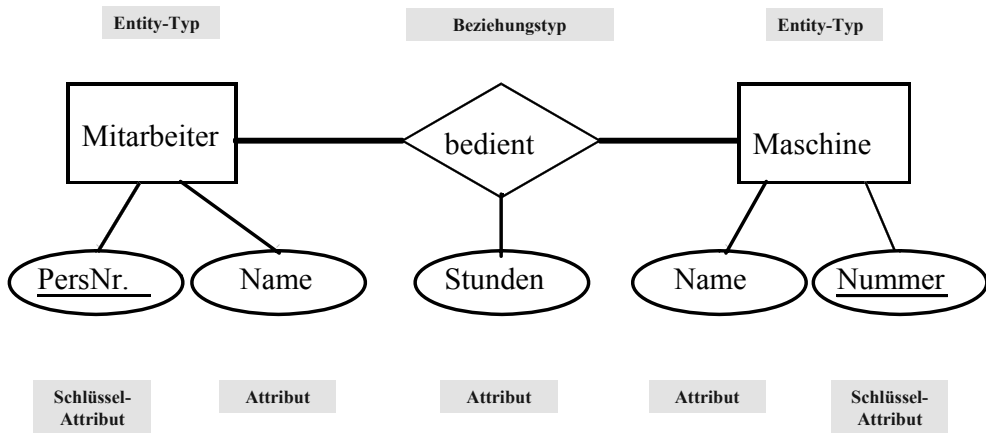 Entity-Typ
Beziehungstyp
Entity-Typ
Mitarbeiter
bedient
Maschine
PersNr.
Name
Stunden
Name
Nummer
Schlüssel-
Attribut
Attribut
Attribut
Attribut
Schlüssel-
Attribut